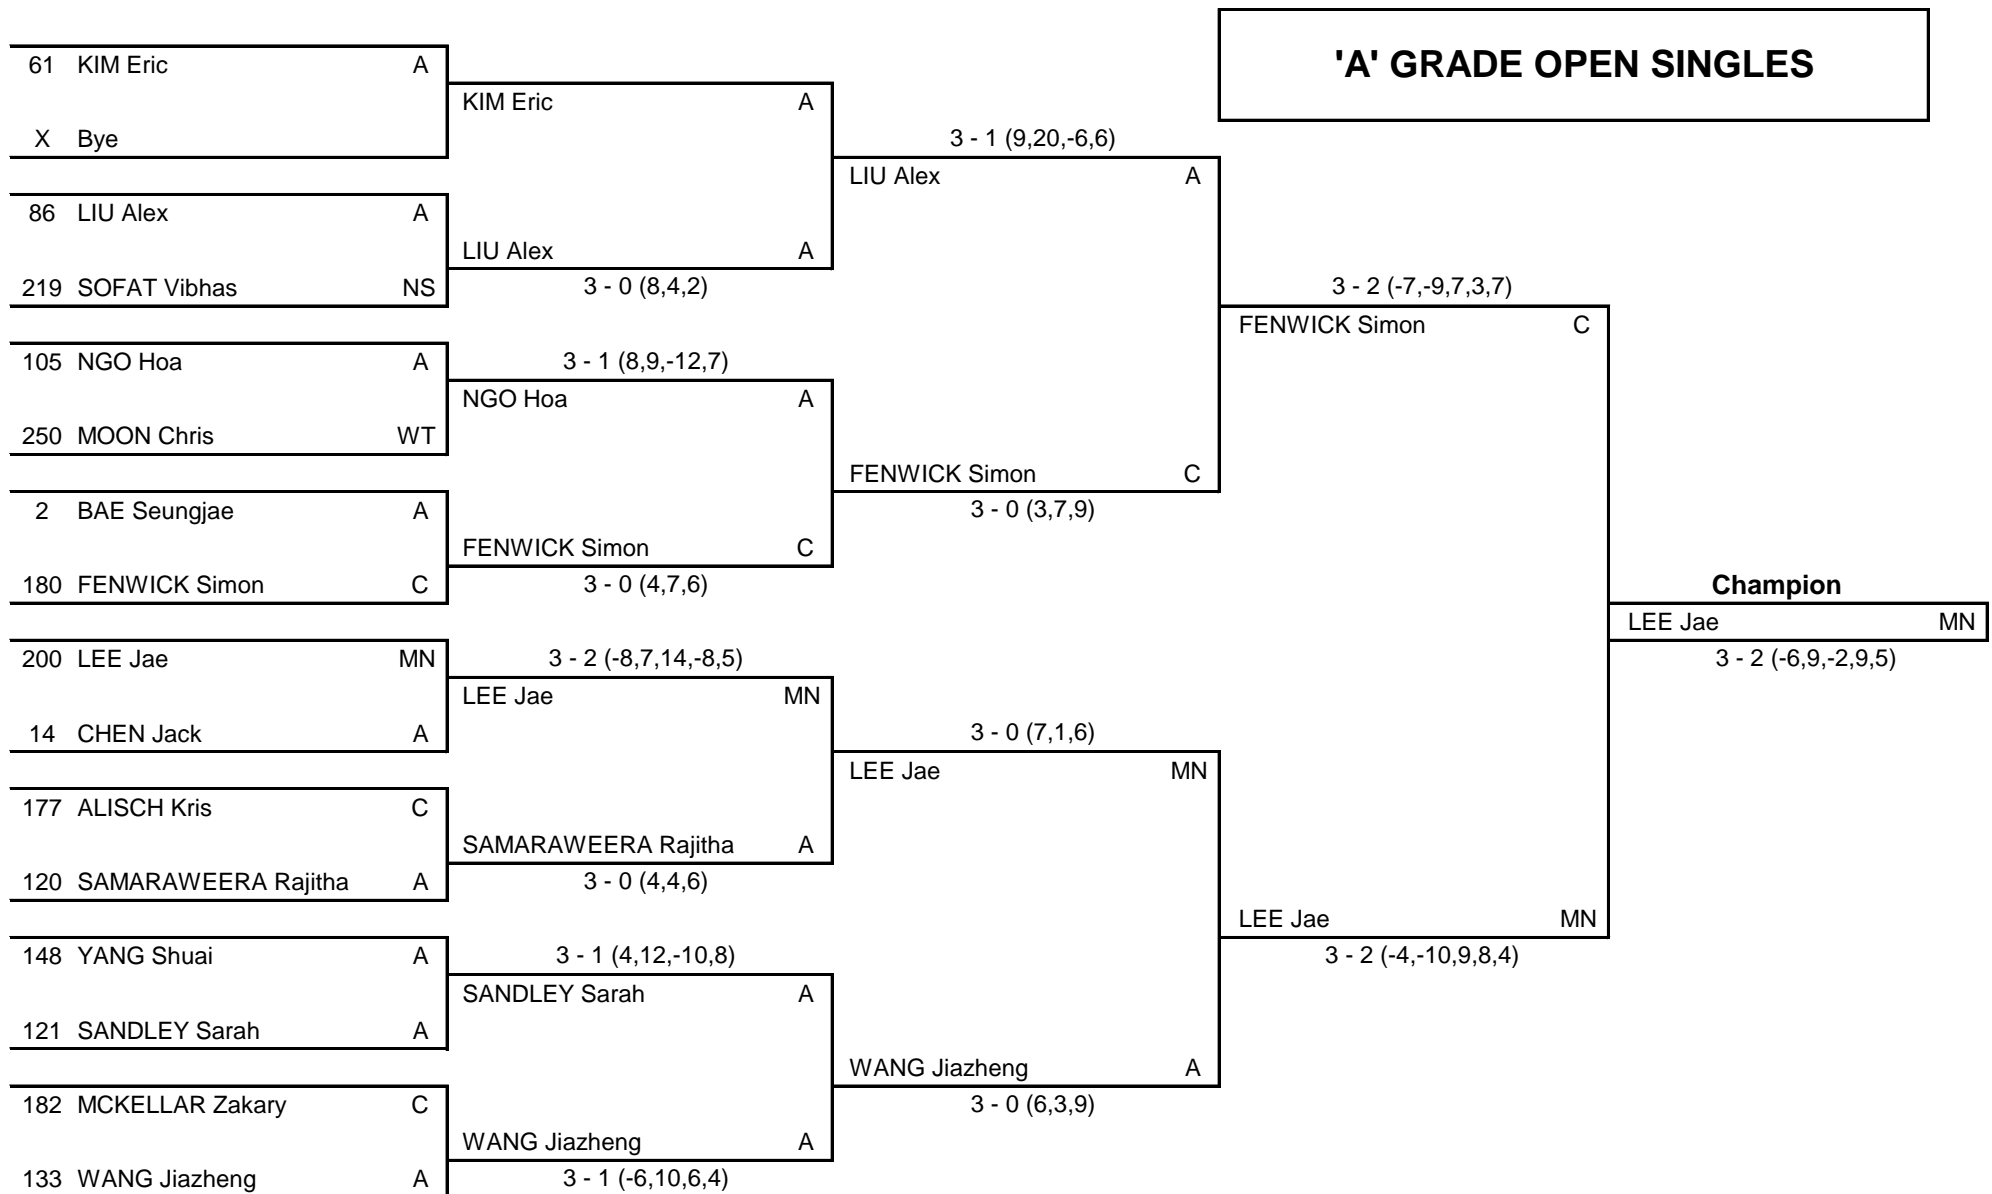 'A' GRADE OPEN SINGLES
61 KIM Eric A
KIM Eric A
X Bye
3 - 1 (9,20,-6,6)
LIU Alex A
86 LIU Alex A
LIU Alex A
219 SOFAT Vibhas NS
3 - 0 (8,4,2)
3 - 2 (-7,-9,7,3,7)
FENWICK Simon C
105 NGO Hoa A
3 - 1 (8,9,-12,7)
NGO Hoa A
250 MOON Chris WT
FENWICK Simon C
2 BAE Seungjae A
3 - 0 (3,7,9)
FENWICK Simon C
180 FENWICK Simon C
3 - 0 (4,7,6)
Champion
LEE Jae MN
200 LEE Jae MN
3 - 2 (-8,7,14,-8,5)
3 - 2 (-6,9,-2,9,5)
LEE Jae MN
14 CHEN Jack A
3 - 0 (7,1,6)
LEE Jae MN
177 ALISCH Kris C
SAMARAWEERA Rajitha A
120 SAMARAWEERA Rajitha A
3 - 0 (4,4,6)
LEE Jae MN
148 YANG Shuai A
3 - 1 (4,12,-10,8)
3 - 2 (-4,-10,9,8,4)
SANDLEY Sarah A
121 SANDLEY Sarah A
WANG Jiazheng A
182 MCKELLAR Zakary C
3 - 0 (6,3,9)
WANG Jiazheng A
133 WANG Jiazheng A
3 - 1 (-6,10,6,4)